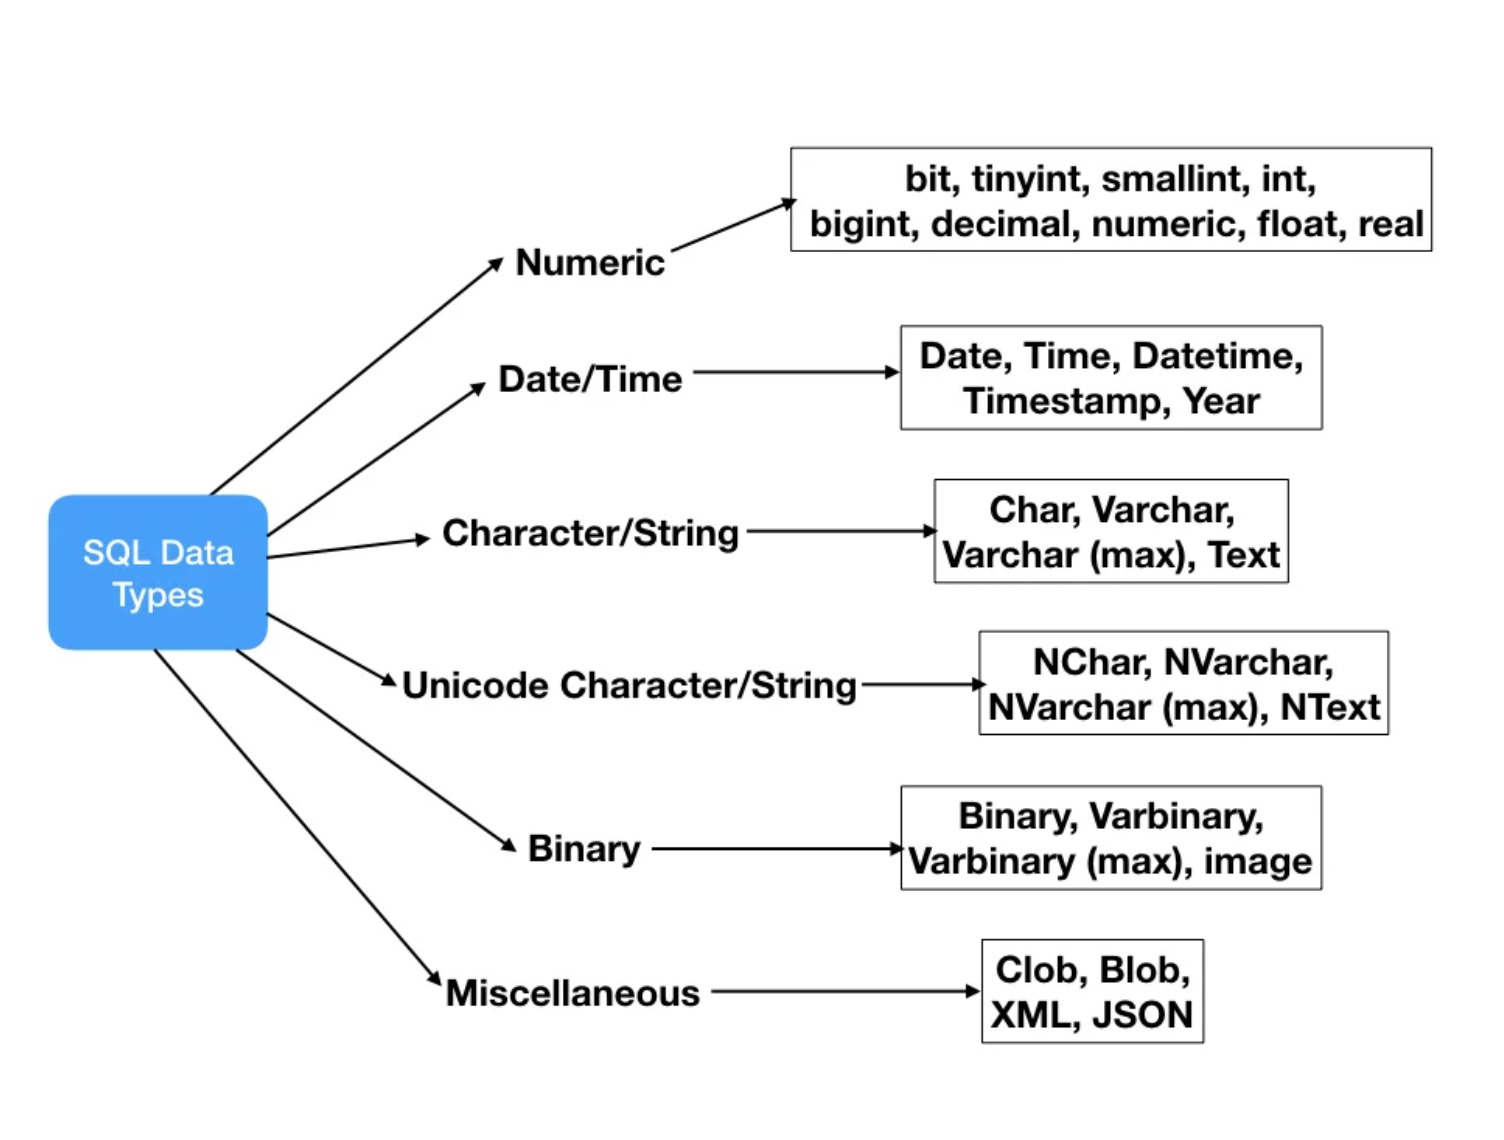 SQL Data
Types
Numeric
bit, tinyint, smallint, int,
bigint, decimal, numeric, float, real
Date/Time
Date, Time, Datetime,
Timestamp, Year
Character/String
Char, Varchar,
Varchar (max), Text
Unicode Character/String
NChar, NVarchar,
NVarchar (max), NText
Binary
Binary, Varbinary,
Varbinary (max), image
Miscellaneous
Clob, Blob,
XML, JSON